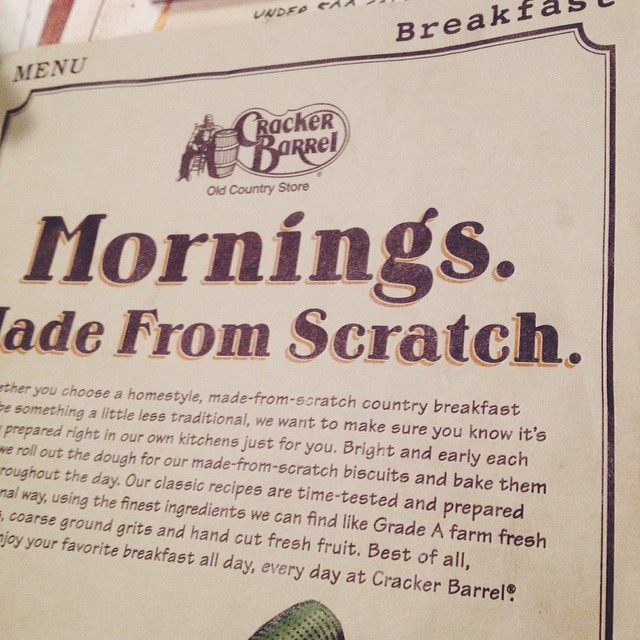 UNDER
MENU
Breakfast
Cracker
Barrel
Old Country Store
Mornings.
ade From Scratch.
ether you choose a homestyle, made-from-scratch country breakfast
be something a little less traditional, we want to make sure you know it's
prepared right in our own kitchens just for you. Bright and early each
we roll out the dough for our made-from-scratch biscuits and bake them
roughout the day. Our classic recipes are time-tested and prepared
nal way, using the finest ingredients we can find like Grade A farm fresh
, coarse ground grits and hand cut fresh fruit. Best of all,
njoy your favorite breakfast all day, every day at Cracker Barrel®.